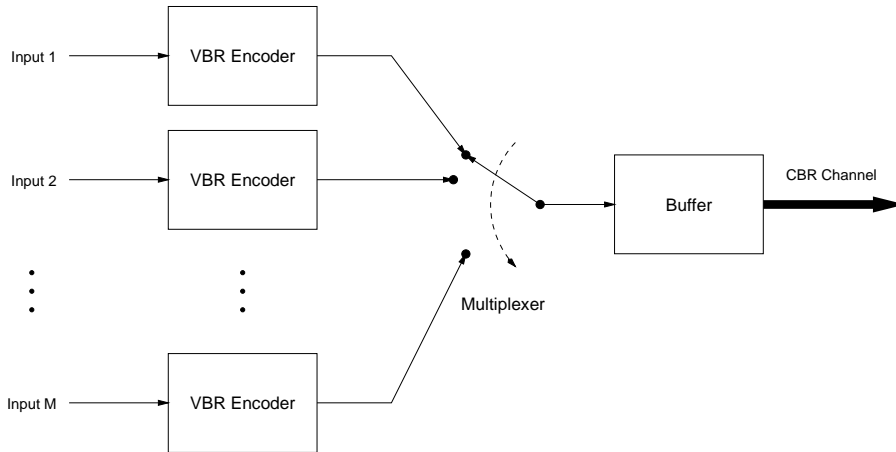 Input 1
VBR Encoder
Input 2
VBR Encoder
Buffer
CBR Channel
Multiplexer
Input M
VBR Encoder